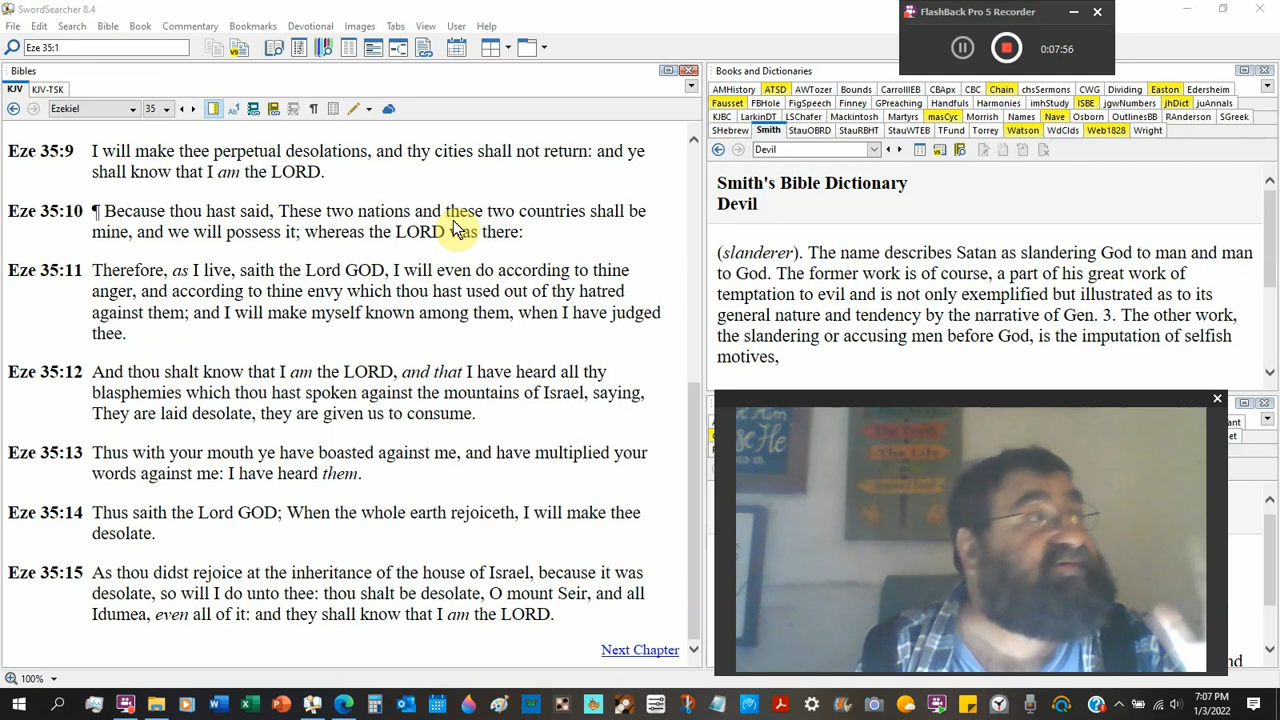 SwordSearcher 8.4
File Edit Search Bible Book Commentary Bookmarks Devotional Images Tabs View User Help
Eze 35:1
Bibles
KJV KJV-TSK
Ezekiel 35
Eze 35:9 I will make thee perpetual desolations, and thy cities shall not return: and ye
shall know that I am the LORD.
Eze 35:10 ¶ Because thou hast said, These two nations and these two countries shall be
mine, and we will possess it; whereas the LORD was there:
Eze 35:11 Therefore, as I live, saith the Lord GOD, I will even do according to thine
anger, and according to thine envy which thou hast used out of thy hatred
against them; and I will make myself known among them, when I have judged
thee.
Eze 35:12 And thou shalt know that I am the LORD, and that I have heard all thy
blasphemies which thou hast spoken against the mountains of Israel, saying,
They are laid desolate, they are given us to consume.
Eze 35:13 Thus with your mouth ye have boasted against me, and have multiplied your
words against me: I have heard them.
Eze 35:14 Thus saith the Lord GOD; When the whole earth rejoiceth, I will make thee
desolate.
Eze 35:15 As thou didst rejoice at the inheritance of the house of Israel, because it was
desolate, so will I do unto thee: thou shalt be desolate, O mount Seir, and all
Idumea, even all of it: and they shall know that I am the LORD.
Next Chapter
100%
FlashBack Pro 5 Recorder
0:07:56
Books and Dictionaries
AMHistory ATSD AWTozer Bounds CarrollIEB CBApx CBC Chain chsSermons CWG Dividing Easton Edersheim
Fausset FBHole FigSpeech Finney GPreaching Handfuls Harmonies imhStudy ISBE jgwNumbers jhDict juAnnals
KJBC LarkinDT LSChafer Mackintosh Martyrs masCyc Morrish Names Nave Osborn OutlinesBB RAnderson SGreek
SHebrew Smith StauOBRD StauRBHT StauWTEB TFund Torrey Watson WdClds Web1828 Wright
Devil
Smith's Bible Dictionary
Devil
(slanderer). The name describes Satan as slandering God to man and man
to God. The former work is of course, a part of his great work of
temptation to evil and is not only exemplified but illustrated as to its
general nature and tendency by the narrative of Gen. 3. The other work,
the slandering or accusing men before God, is the imputation of selfish
motives,
The Truth
The Life
7:07 PM
1/3/2022